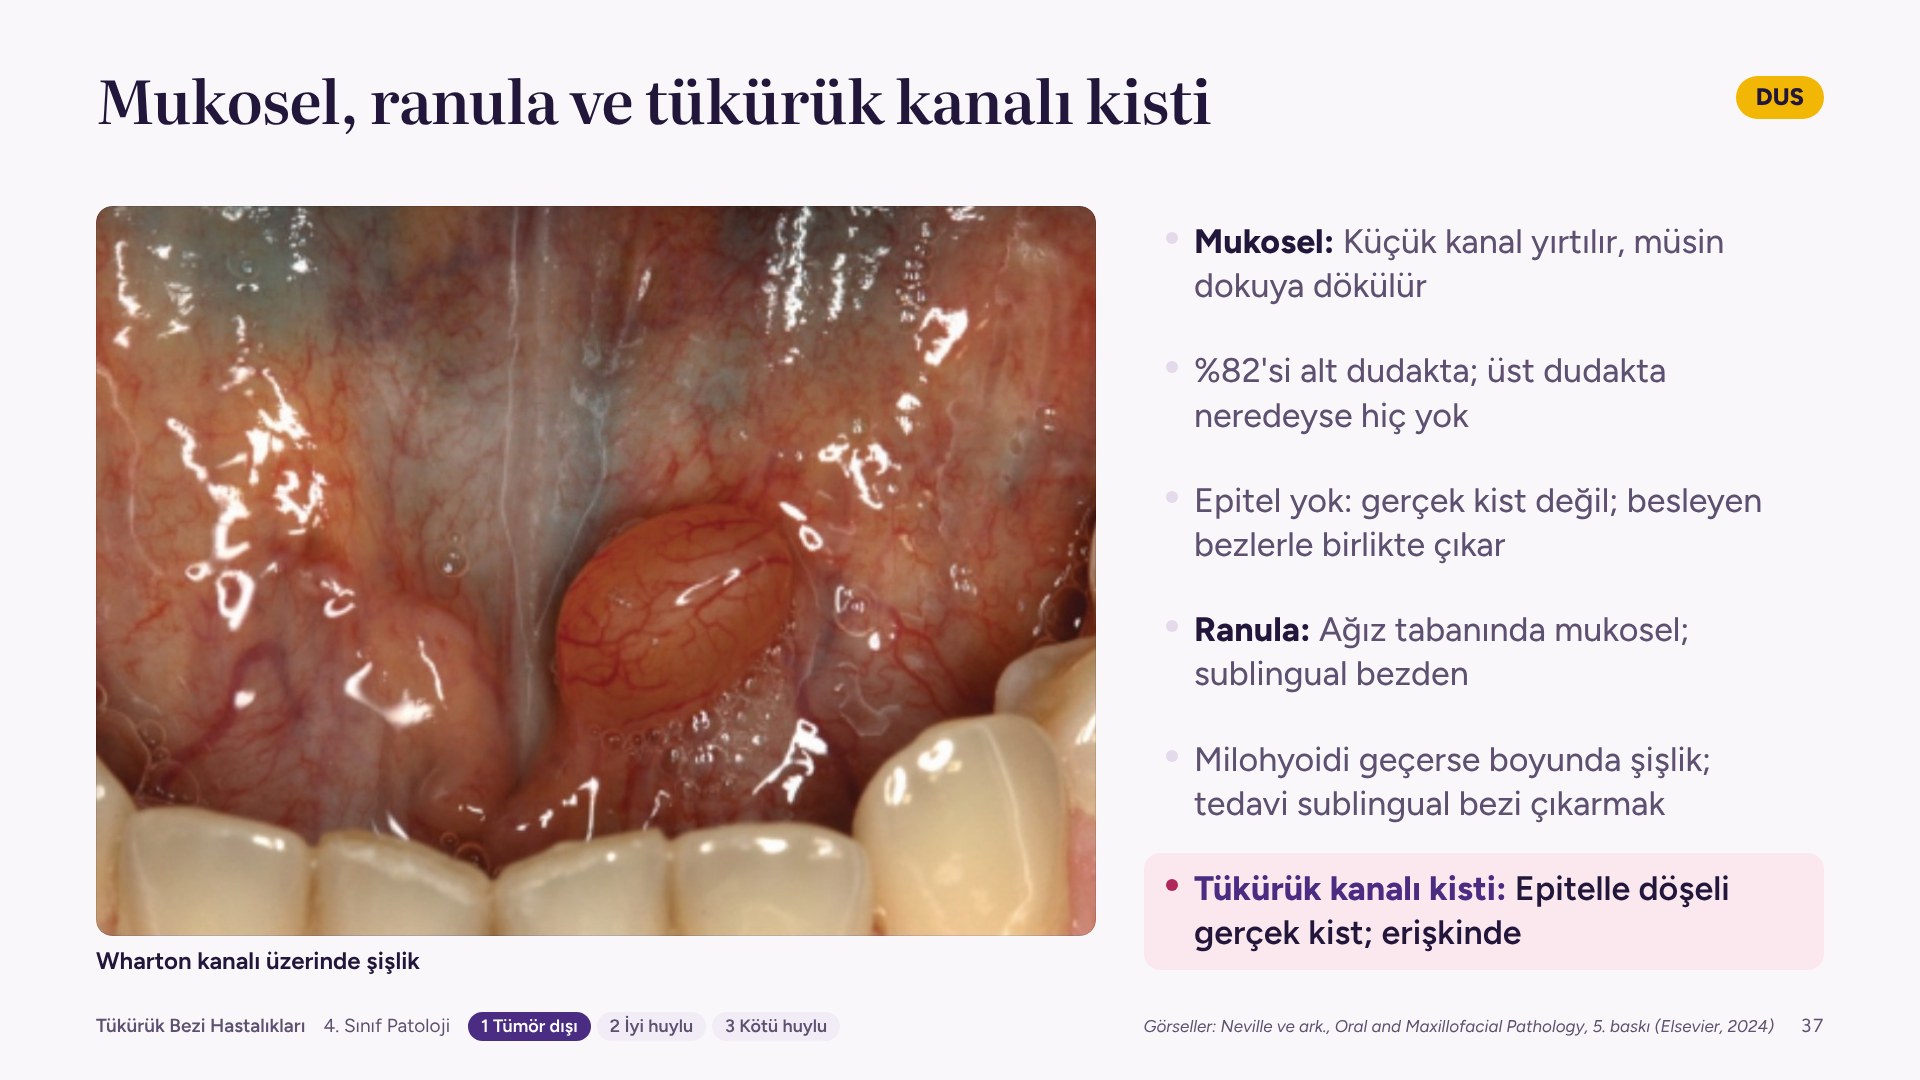 Mukosel, ranula ve tükürük kanalı kisti
DUS
Mukosel: Küçük kanal yırtılır, müsin
dokuya dökülür
%82'si alt dudakta; üst dudakta
neredeyse hiç yok
Epitel yok: gerçek kist değil; besleyen
bezlerle birlikte çıkar
Ranula: Ağız tabanında mukosel;
sublingual bezden
Milohyoidi geçerse boyunda şişlik;
tedavi sublingual bezi çıkarmak
Tükürük kanalı kisti: Epitelle döşeli
gerçek kist; erişkinde
Wharton kanalı üzerinde şişlik
Tükürük Bezi Hastalıkları 4. Sınıf Patoloji 1 Tümör dışı 2 İyi huylu 3 Kötü huylu
Görseller: Neville ve ark., Oral and Maxillofacial Pathology, 5. baskı (Elsevier, 2024) 37